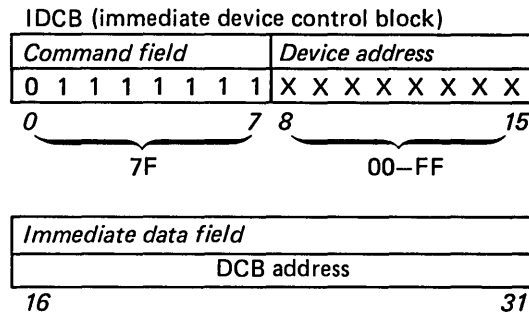 IDCB (immediate device control block)
Command field Device address
0 1 1 1 1 1 1 1 X X X X X X X X
0 7 8 15
7F 00–FF
Immediate data field
DCB address
16 31